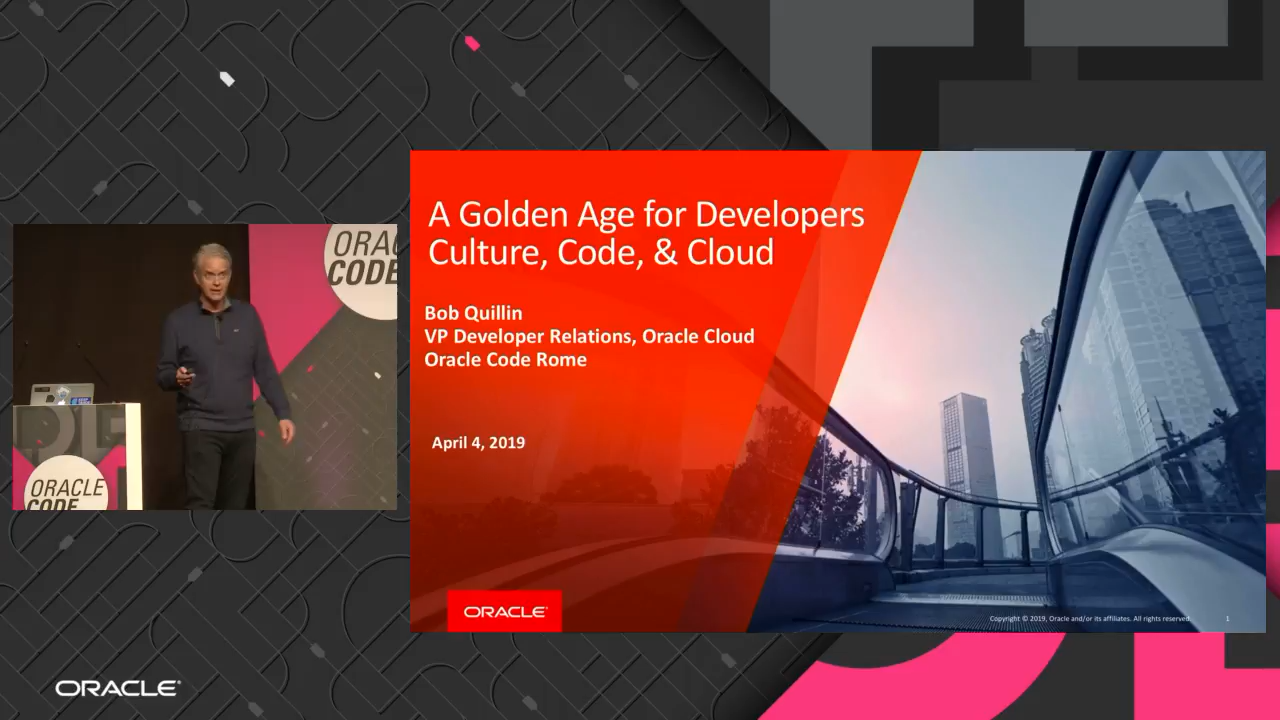 A Golden Age for Developers
Culture, Code, & Cloud
Bob Quillin
VP Developer Relations, Oracle Cloud
Oracle Code Rome
April 4, 2019
ORACLE®
Copyright © 2019, Oracle and/or its affiliates. All rights reserved.
1
ORA
CODE
ORACLE
CODE
ORACLE®